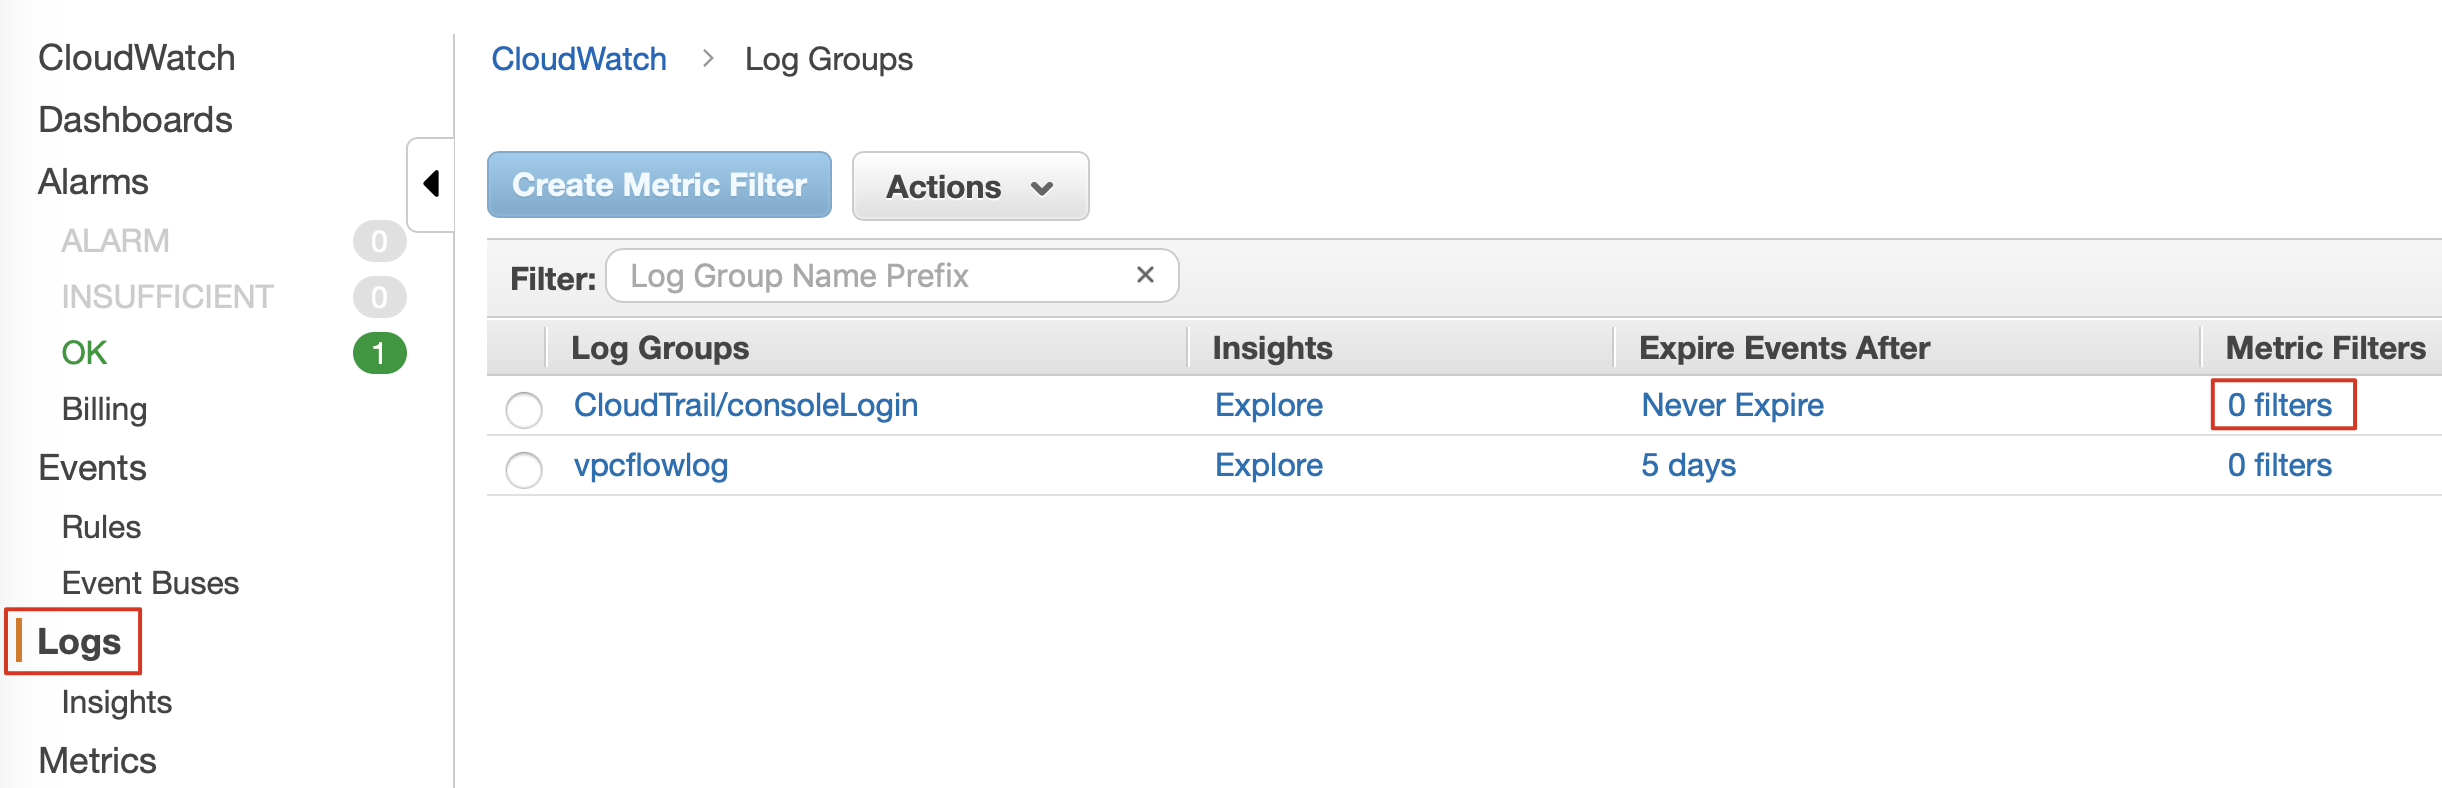 CloudWatch
Dashboards
Alarms
ALARM 0
INSUFFICIENT 0
OK 1
Billing
Events
Rules
Event Buses
Logs
Insights
Metrics
CloudWatch > Log Groups
Create Metric Filter Actions
Filter: Log Group Name Prefix ×
Log Groups Insights Expire Events After Metric Filters
CloudTrail/consoleLogin Explore Never Expire 0 filters
vpcflowlog Explore 5 days 0 filters